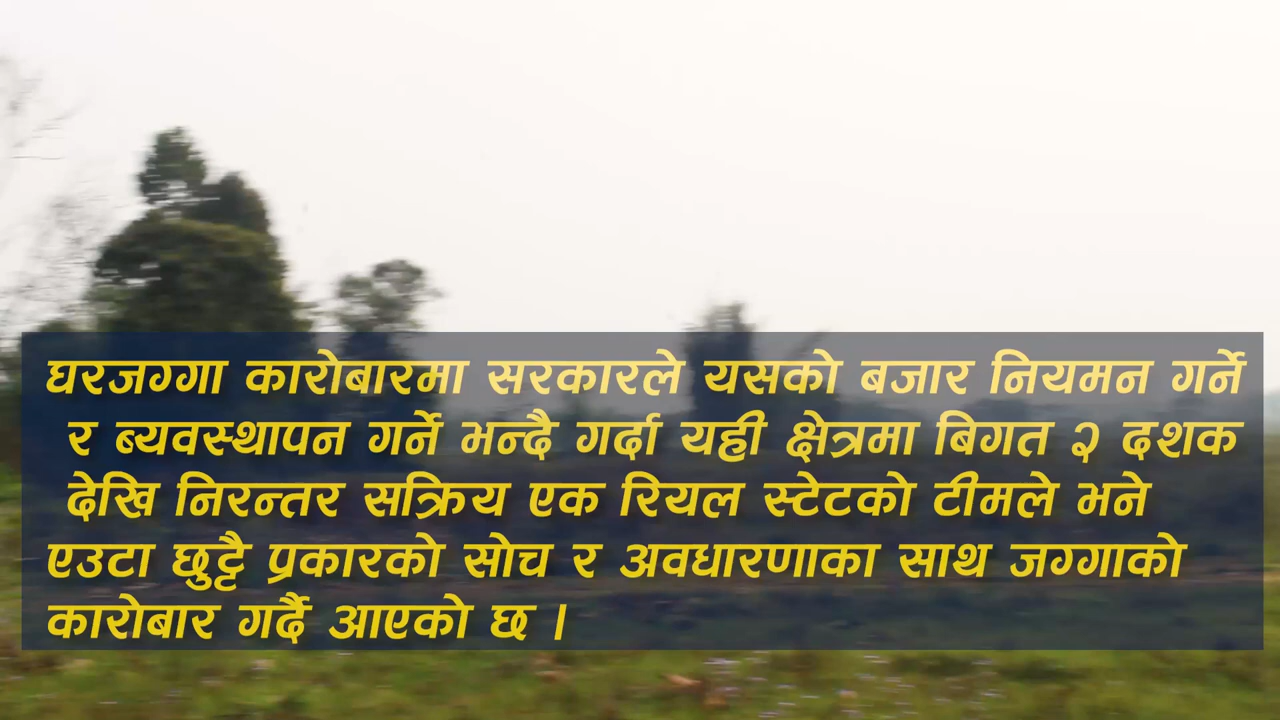 घरजग्गा कारोबारमा सरकारले यसको बजार नियमन गर्ने
र ब्यवस्थापन गर्ने भन्दै गर्दा यही क्षेत्रमा बिगत २ दशक
देखि निरन्तर सक्रिय एक रियल स्टेटको टीमले भने
एउटा छुट्टै प्रकारको सोच र अवधारणाका साथ जग्गाको
कारोबार गर्दै आएको छ ।